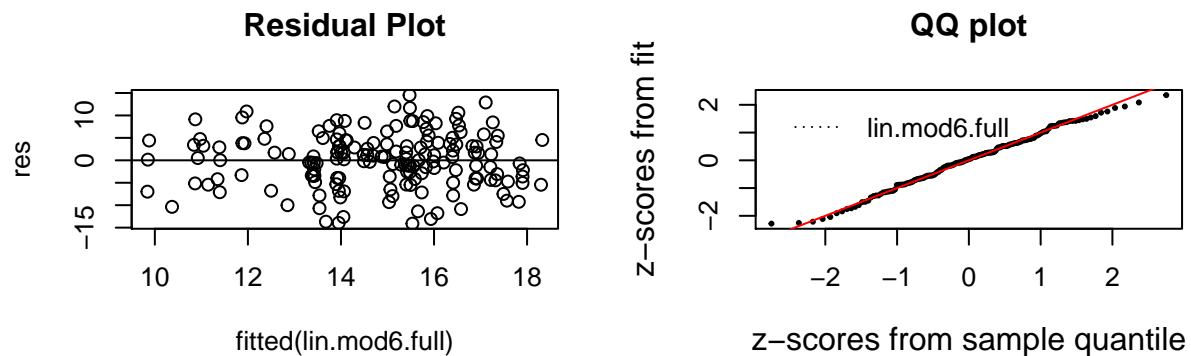 Residual Plot
res
10
0
−15
10 12 14 16 18
fitted(lin.mod6.full)
QQ plot
z−scores from fit
2
0
−2
lin.mod6.full
−2 −1 0 1 2
z−scores from sample quantile